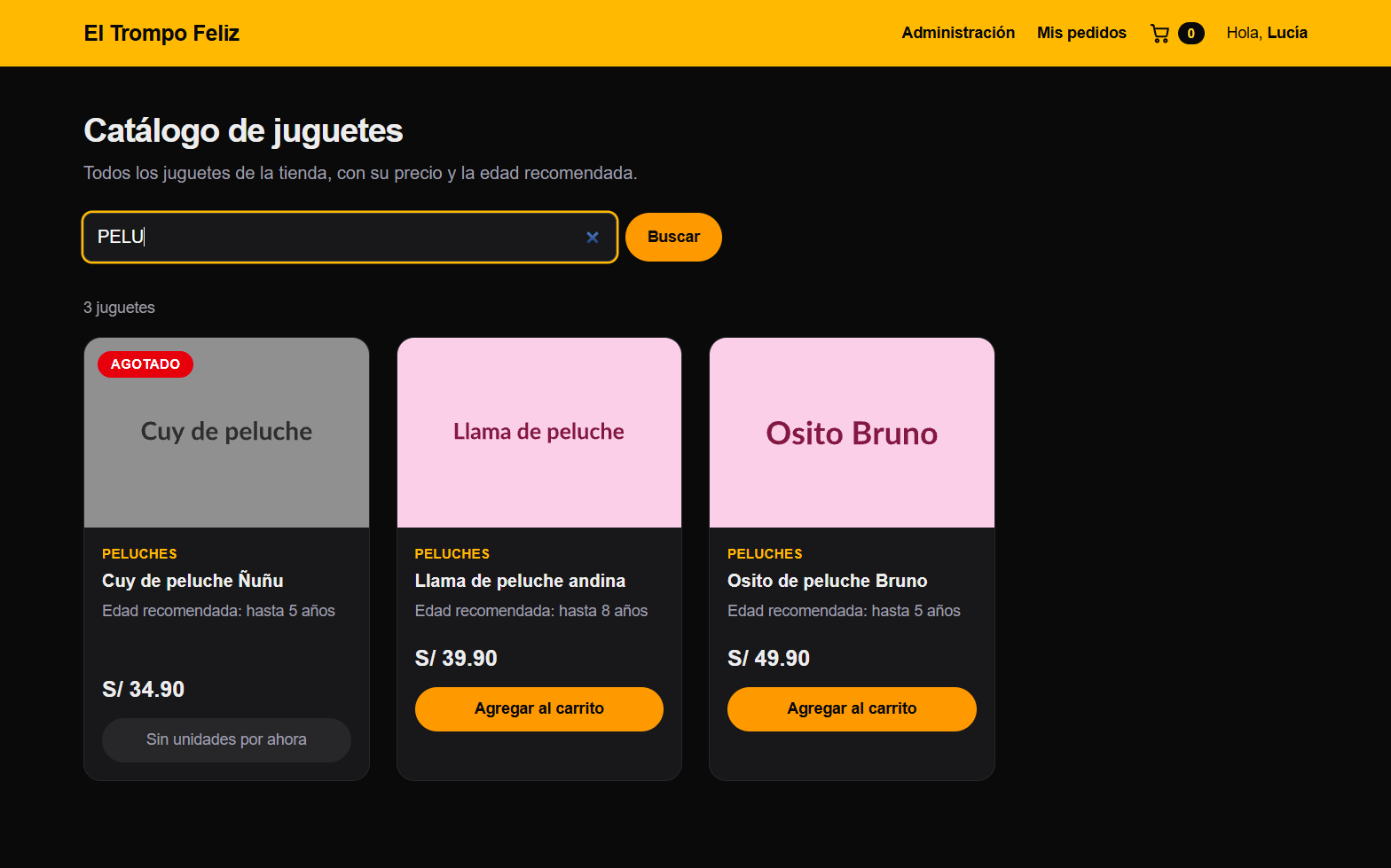 El Trompo Feliz
Administración Mis pedidos 0 Hola, Lucía
Catálogo de juguetes
Todos los juguetes de la tienda, con su precio y la edad recomendada.
PELU
Buscar
3 juguetes
AGOTADO
Cuy de peluche
PELUCHES
Cuy de peluche Ñuñu
Edad recomendada: hasta 5 años
S/ 34.90
Sin unidades por ahora
Llama de peluche
PELUCHES
Llama de peluche andina
Edad recomendada: hasta 8 años
S/ 39.90
Agregar al carrito
Osito Bruno
PELUCHES
Osito de peluche Bruno
Edad recomendada: hasta 5 años
S/ 49.90
Agregar al carrito